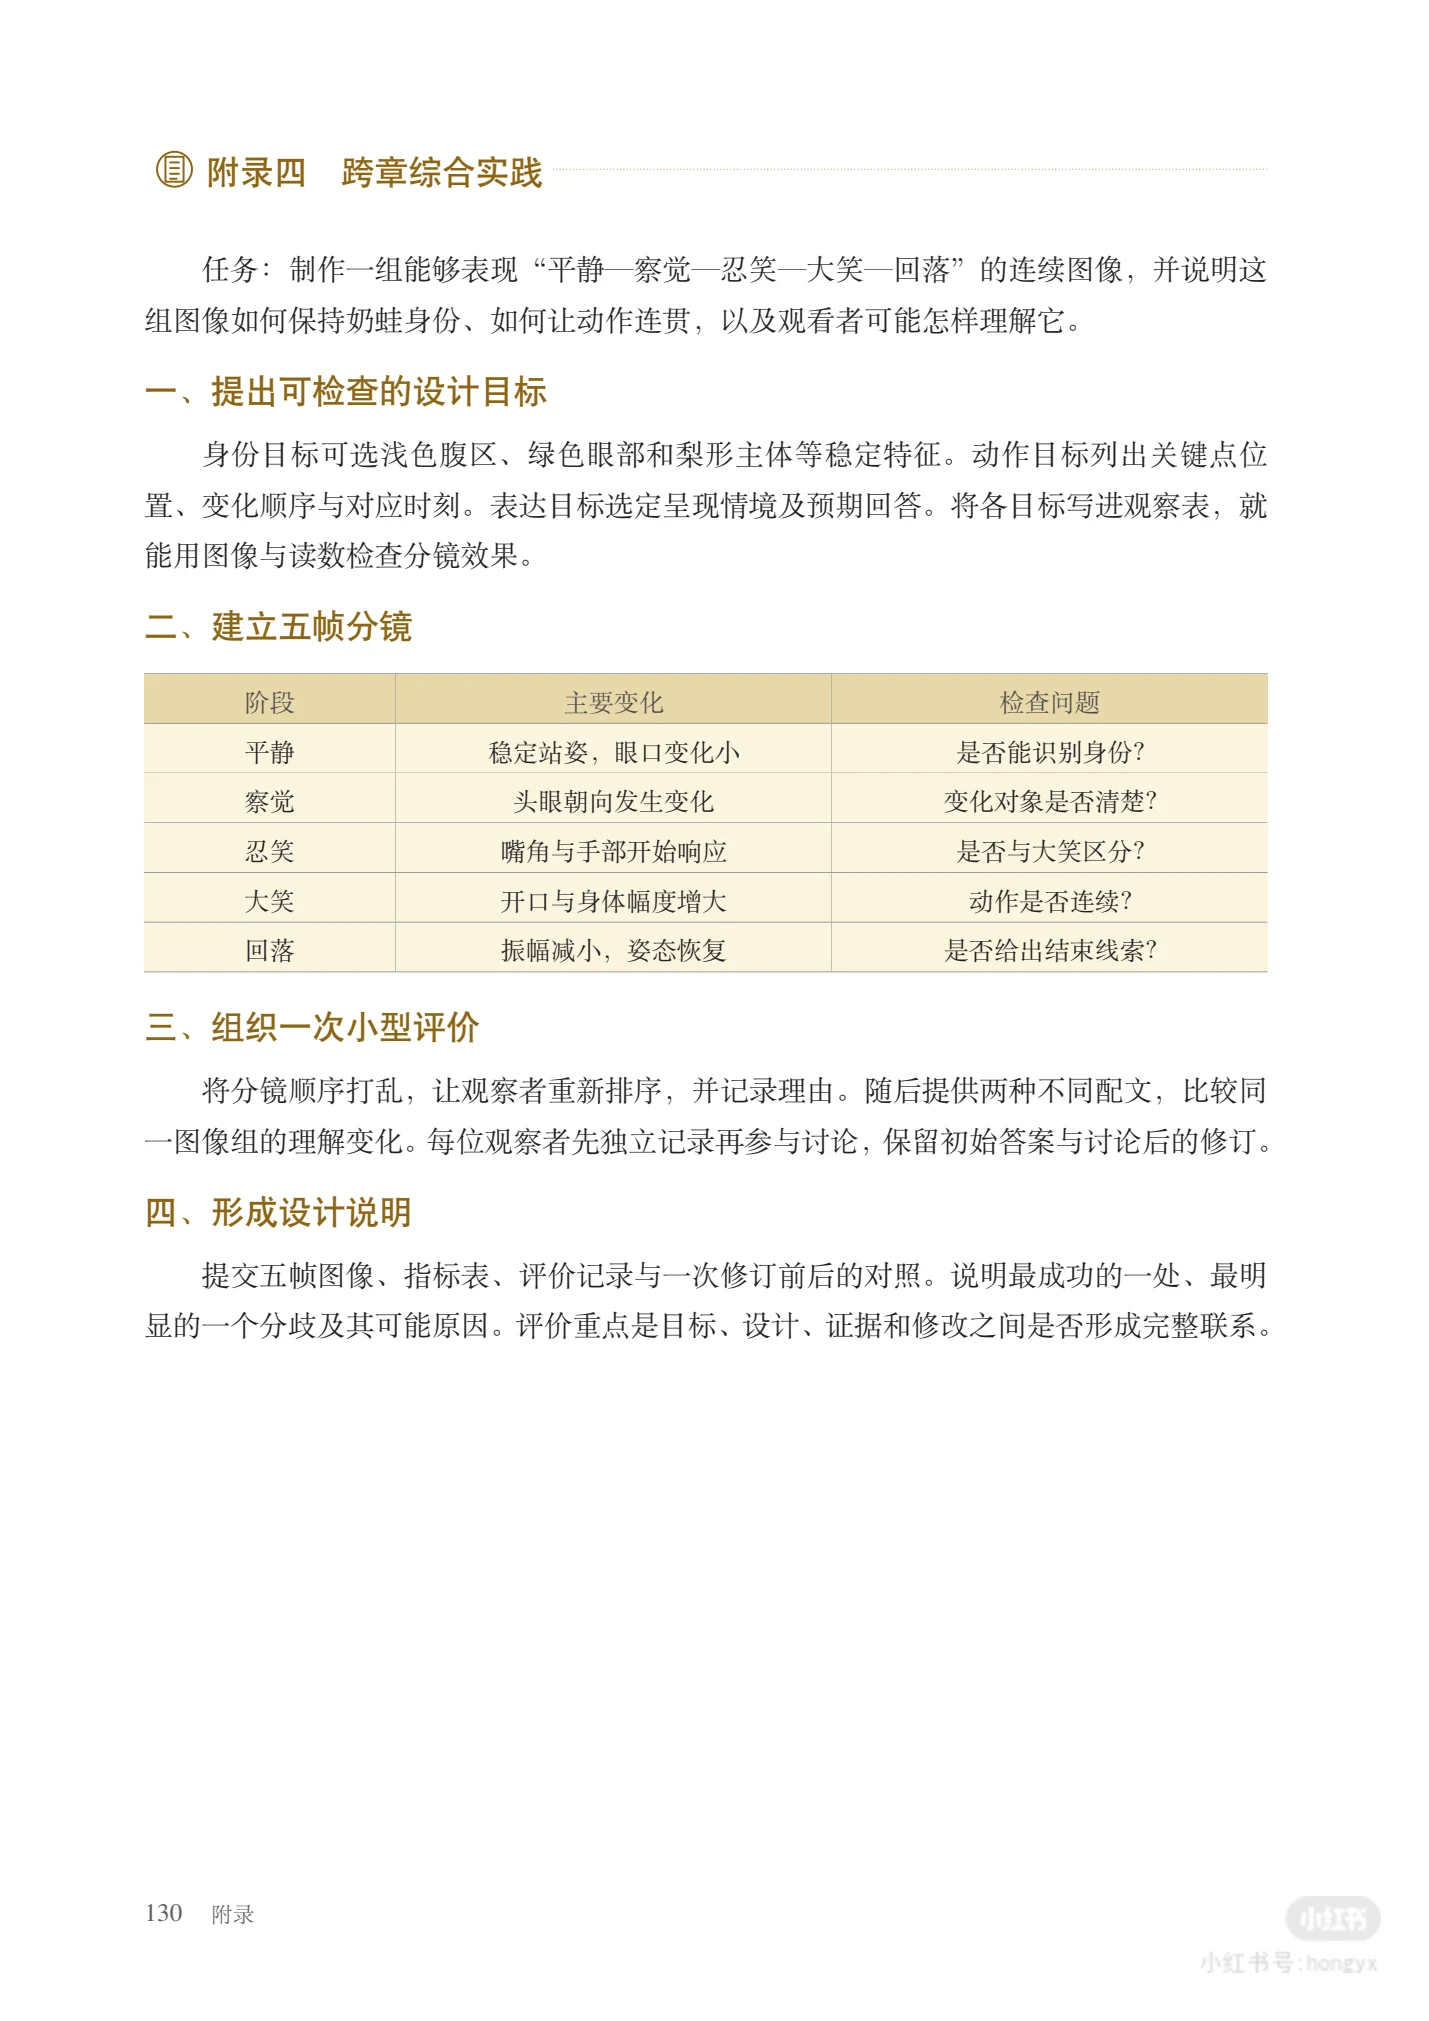 附录四 跨章综合实践
任务：制作一组能够表现“平静—察觉—忍笑—大笑—回落”的连续图像，并说明这
组图像如何保持奶蛙身份、如何让动作连贯，以及观看者可能怎样理解它。
一、提出可检查的设计目标
身份目标可选浅色腹区、绿色眼部和梨形主体等稳定特征。动作目标列出关键点位
置、变化顺序与对应时刻。表达目标选定呈现情境及预期回答。将各目标写进观察表，就
能用图像与读数检查分镜效果。
二、建立五帧分镜
阶段 主要变化 检查问题
平静 稳定站姿，眼口变化小 是否能识别身份？
察觉 头眼朝向发生变化 变化对象是否清楚？
忍笑 嘴角与手部开始响应 是否与大笑区分？
大笑 开口与身体幅度增大 动作是否连续？
回落 振幅减小，姿态恢复 是否给出结束线索？
三、组织一次小型评价
将分镜顺序打乱，让观察者重新排序，并记录理由。随后提供两种不同配文，比较同
一图像组的理解变化。每位观察者先独立记录再参与讨论，保留初始答案与讨论后的修订。
四、形成设计说明
提交五帧图像、指标表、评价记录与一次修订前后的对照。说明最成功的一处、最明
显的一个分歧及其可能原因。评价重点是目标、设计、证据和修改之间是否形成完整联系。
130 附录
小红书
小红书号:hongyx